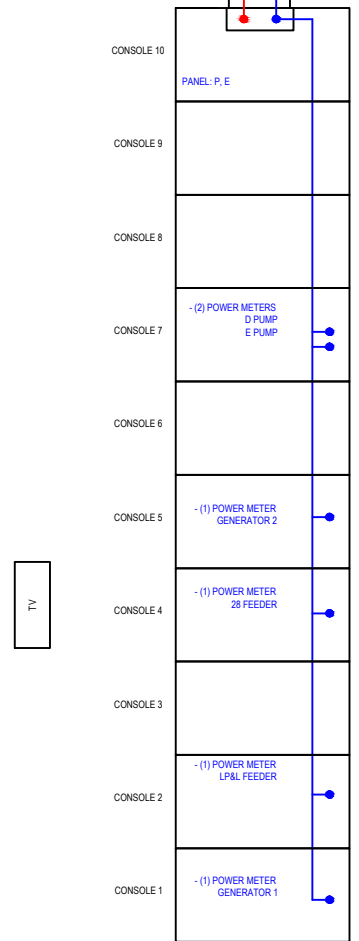 CONSOLE 10
PANEL: P, E
CONSOLE 9
CONSOLE 8
- (2) POWER METERS
D PUMP
CONSOLE 7
E PUMP
CONSOLE 6
- (1) POWER METER
CONSOLE 5
GENERATOR 2
TV
- (1) POWER METER
28 FEEDER
CONSOLE 4
CONSOLE 3
- (1) POWER METER
LP&L FEEDER
CONSOLE 2
- (1) POWER METER
CONSOLE 1
GENERATOR 1